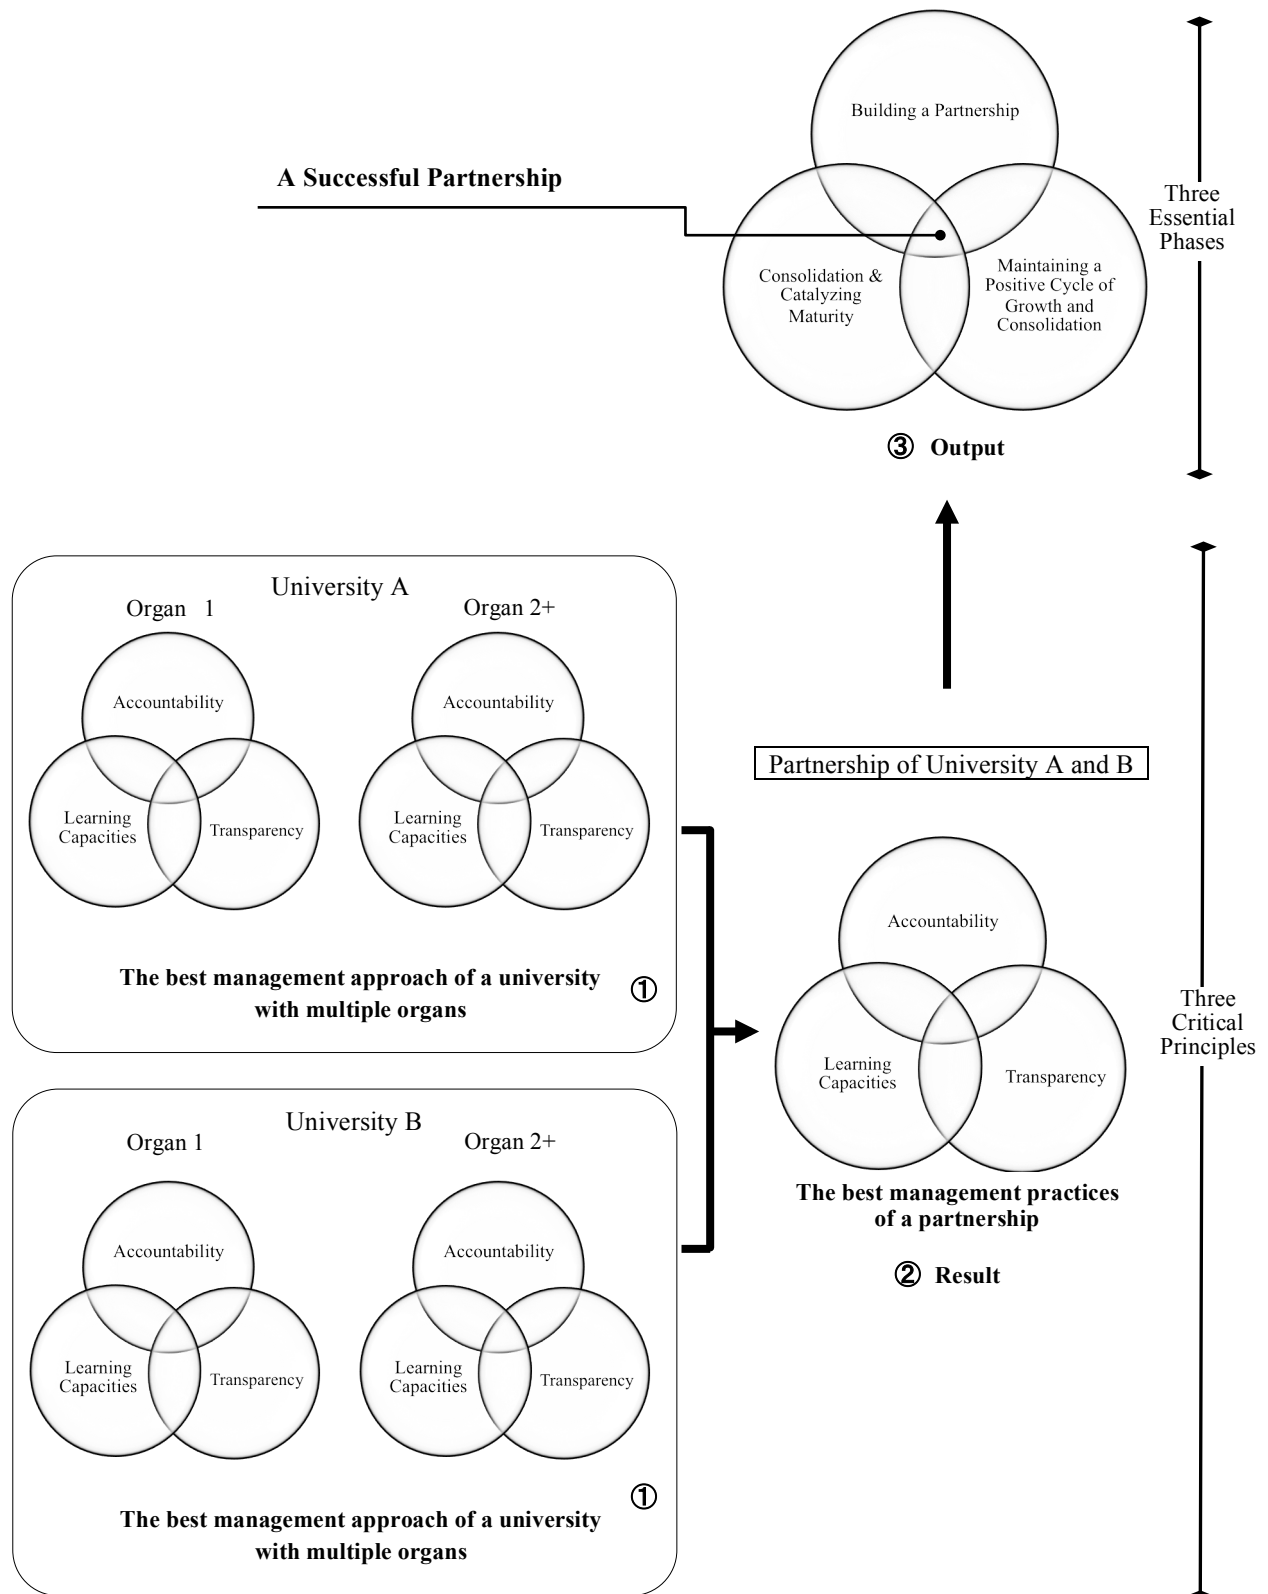 Building a Partnership
A Successful Partnership
Consolidation &
Catalyzing
Maturity
Maintaining a
Positive Cycle of
Growth and
Consolidation
Three
Essential
Phases
③ Output
University A
Organ 1
Organ 2+
Accountability
Learning
Capacities
Transparency
Accountability
Learning
Capacities
Transparency
The best management approach of a university
with multiple organs
①
University B
Organ 1
Organ 2+
Accountability
Learning
Capacities
Transparency
Accountability
Learning
Capacities
Transparency
①
The best management approach of a university
with multiple organs
Partnership of University A and B
Accountability
Learning
Capacities
Transparency
The best management practices
of a partnership
② Result
Three
Critical
Principles